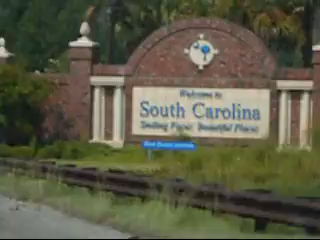 Welcome to
South Carolina
Smiling Faces. Beautiful Places.